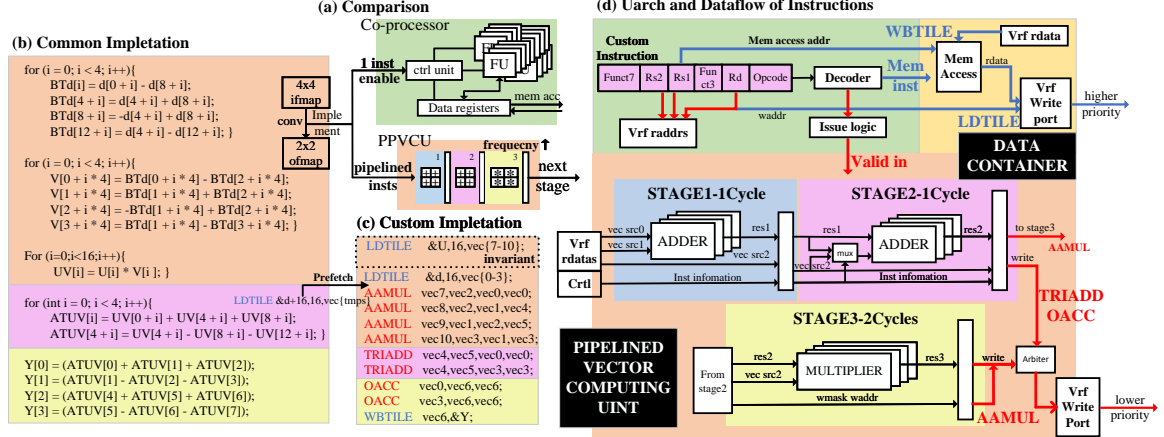 (a) Comparison
Co-processor
1 inst
enable
ctrl unit
FU
FU
Data registers
mem acc
PPVCU
frequecny
1
2
3
pipelined
insts
next
stage
(b) Common Impletation
for (i = 0; i < 4; i++){
BTd[i] = d[0 + i] - d[8 + i];
BTd[4 + i] = d[4 + i] + d[8 + i];
BTd[8 + i] = -d[4 + i] + d[8 + i];
BTd[12 + i] = d[4 + i] - d[12 + i]; }
4x4
ifmap
conv
Imple
ment
2x2
ofmap
for (i = 0; i < 4; i++){
V[0 + i * 4] = BTd[0 + i*4] - BTd[2 + i*4];
V[1 + i * 4] = BTd[1 + i*4] + BTd[2 + i*4];
V[2 + i * 4] = -BTd[1 + i*4] + BTd[2 + i*4];
V[3 + i * 4] = BTd[1 + i*4] - BTd[3 + i*4]; }
For (i=0;i<16;i++){
UV[i] = U[i] * V[i ]; }
for (int i = 0; i < 4; i++){
ATUV[i] = UV[0 + i] + UV[4 + i] + UV[8 + i];
ATUV[4 + i] = UV[4 + i] - UV[8 + i] - UV[12 + i]; }
Y[0] = (ATUV[0] + ATUV[1] + ATUV[2]);
Y[1] = (ATUV[1] - ATUV[2] - ATUV[3]);
Y[2] = (ATUV[4] + ATUV[5] + ATUV[6]);
Y[3] = (ATUV[5] - ATUV[6] - ATUV[7]);
Prefetch
LDTILE &d+16,16,vec{tmps}
(c) Custom Impletation
LDTILE &U,16,vec{7-10};
invariant
LDTILE &d,16,vec{0-3};
AAMUL vec7,vec2,vec0,vec0;
AAMUL vec8,vec2,vec1,vec4;
AAMUL vec9,vec1,vec2,vec5;
AAMUL vec10,vec3,vec1,vec3;
TRIADD vec4,vec5,vec0,vec0;
TRIADD vec4,vec5,vec3,vec3;
OACC vec0,vec6,vec6;
OACC vec3,vec6,vec6;
WBTILE vec6,&Y;
(d) Uarch and Dataflow of Instructions
Custom
Instruction
Mem access addr
WBTILE
Vrf rdata
Funct7
Rs2
Rs1
Fun
ct3
Rd
Opcode
Decoder
Mem
inst
Mem
Access
rdata
Vrf
Write
port
higher
priority
waddr
LDTILE
Vrf raddrs
Issue logic
Valid in
DATA
CONTAINER
STAGE1-1Cycle
vec src0
vec src1
ADDER
res1
vec src2
Vrf
rdatas
Crtl
Inst infomation
STAGE2-1Cycle
res1
mux
vec src2
ADDER
res2
Inst infomation
to stage3
AAMUL
write
TRIADD
OACC
STAGE3-2Cycles
PIPELINED
VECTOR
COMPUTING
UINT
From
stage2
res2
vec src2
MULTIPLIER
res3
wmask waddr
write
AAMUL
Arbiter
Vrf
Write
Port
lower
priority